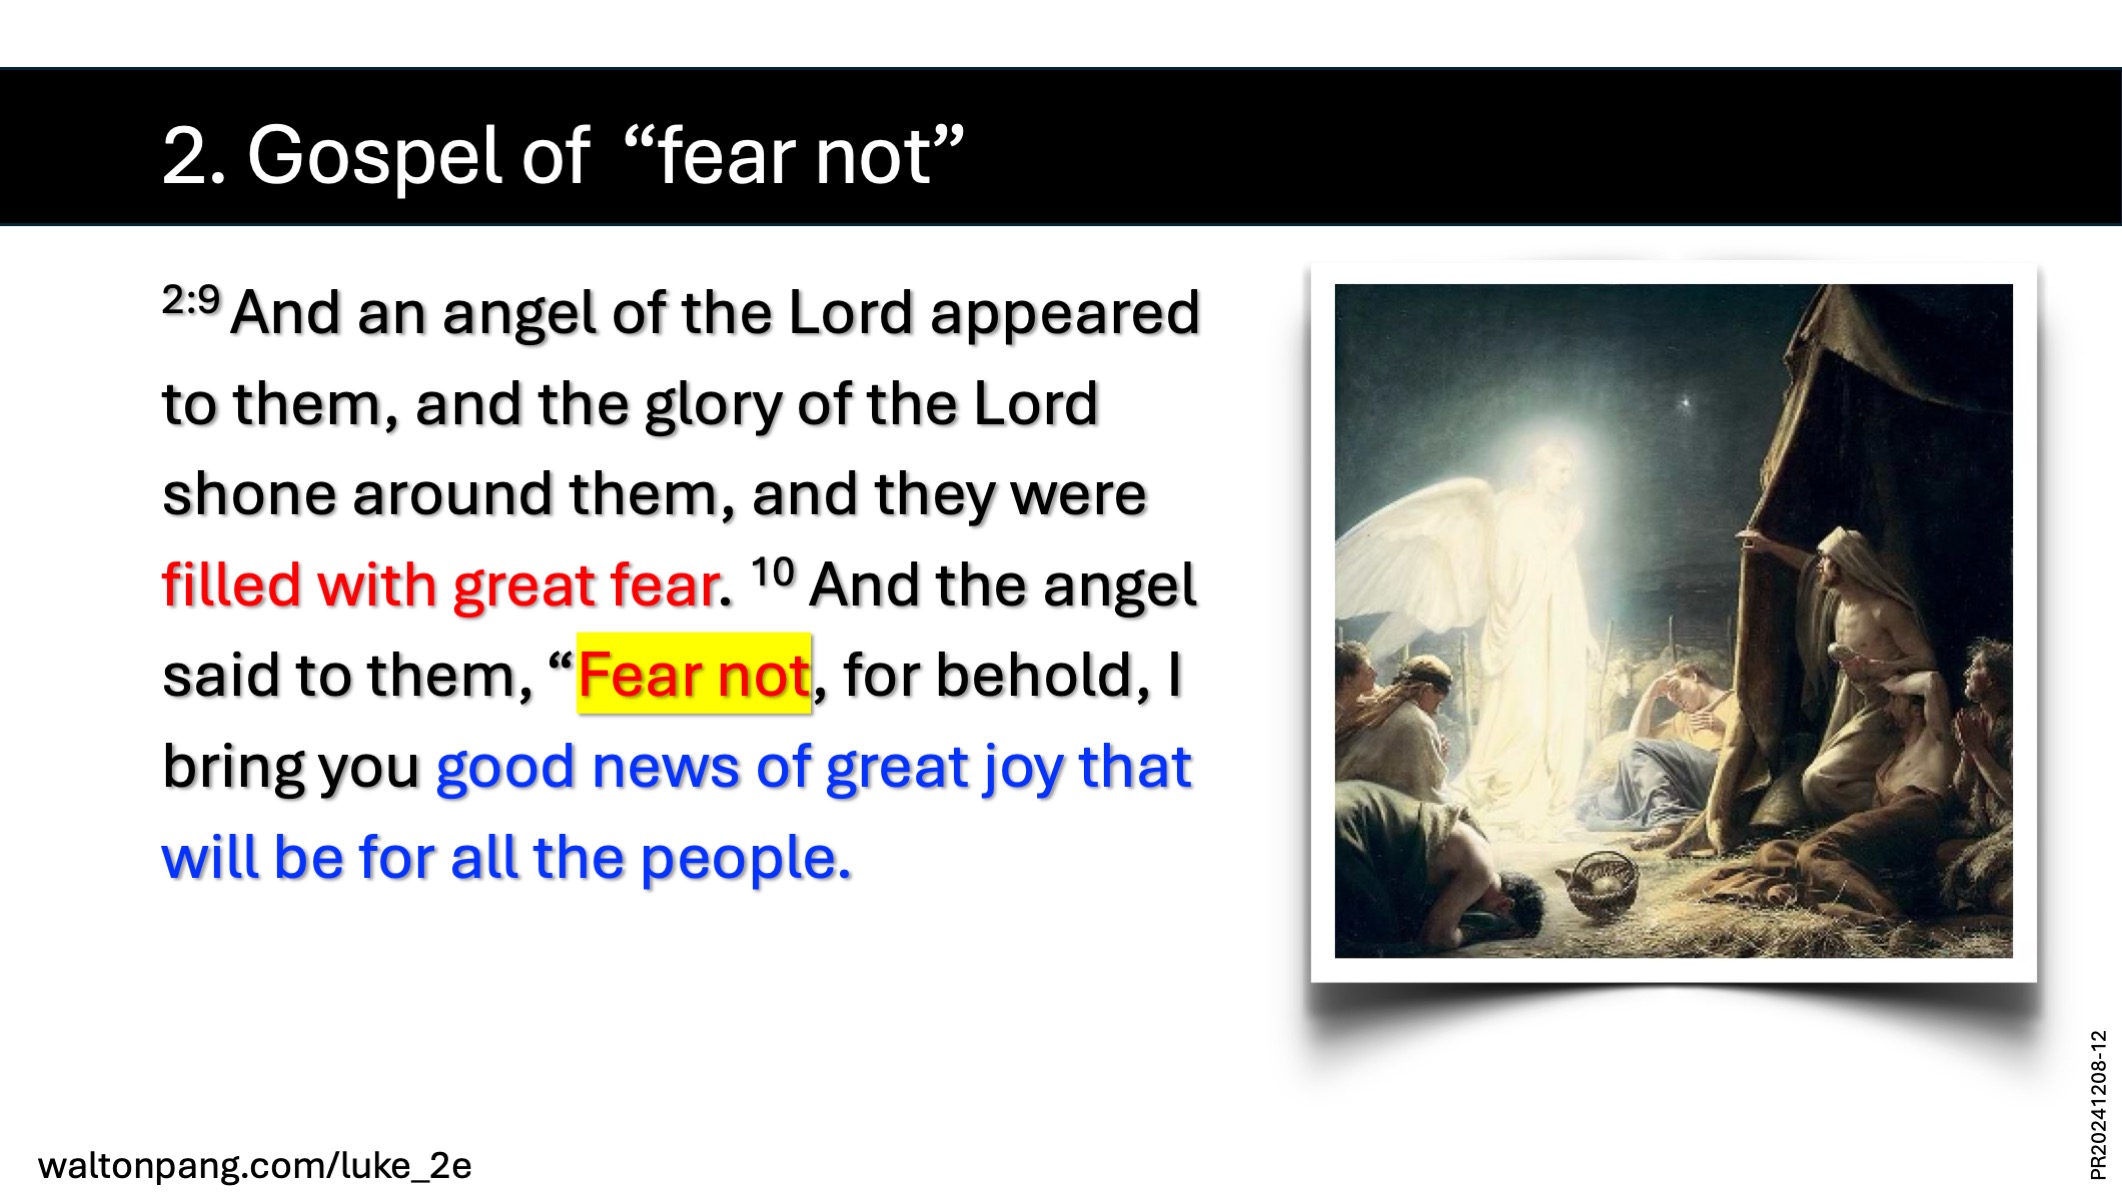 2. Gospel of “fear not”
2:9 And an angel of the Lord appeared
to them, and the glory of the Lord
shone around them, and they were
filled with great fear. 10 And the angel
said to them, “Fear not, for behold, I
bring you good news of great joy that
will be for all the people.
waltonpang.com/luke_2e
PR20241208-12